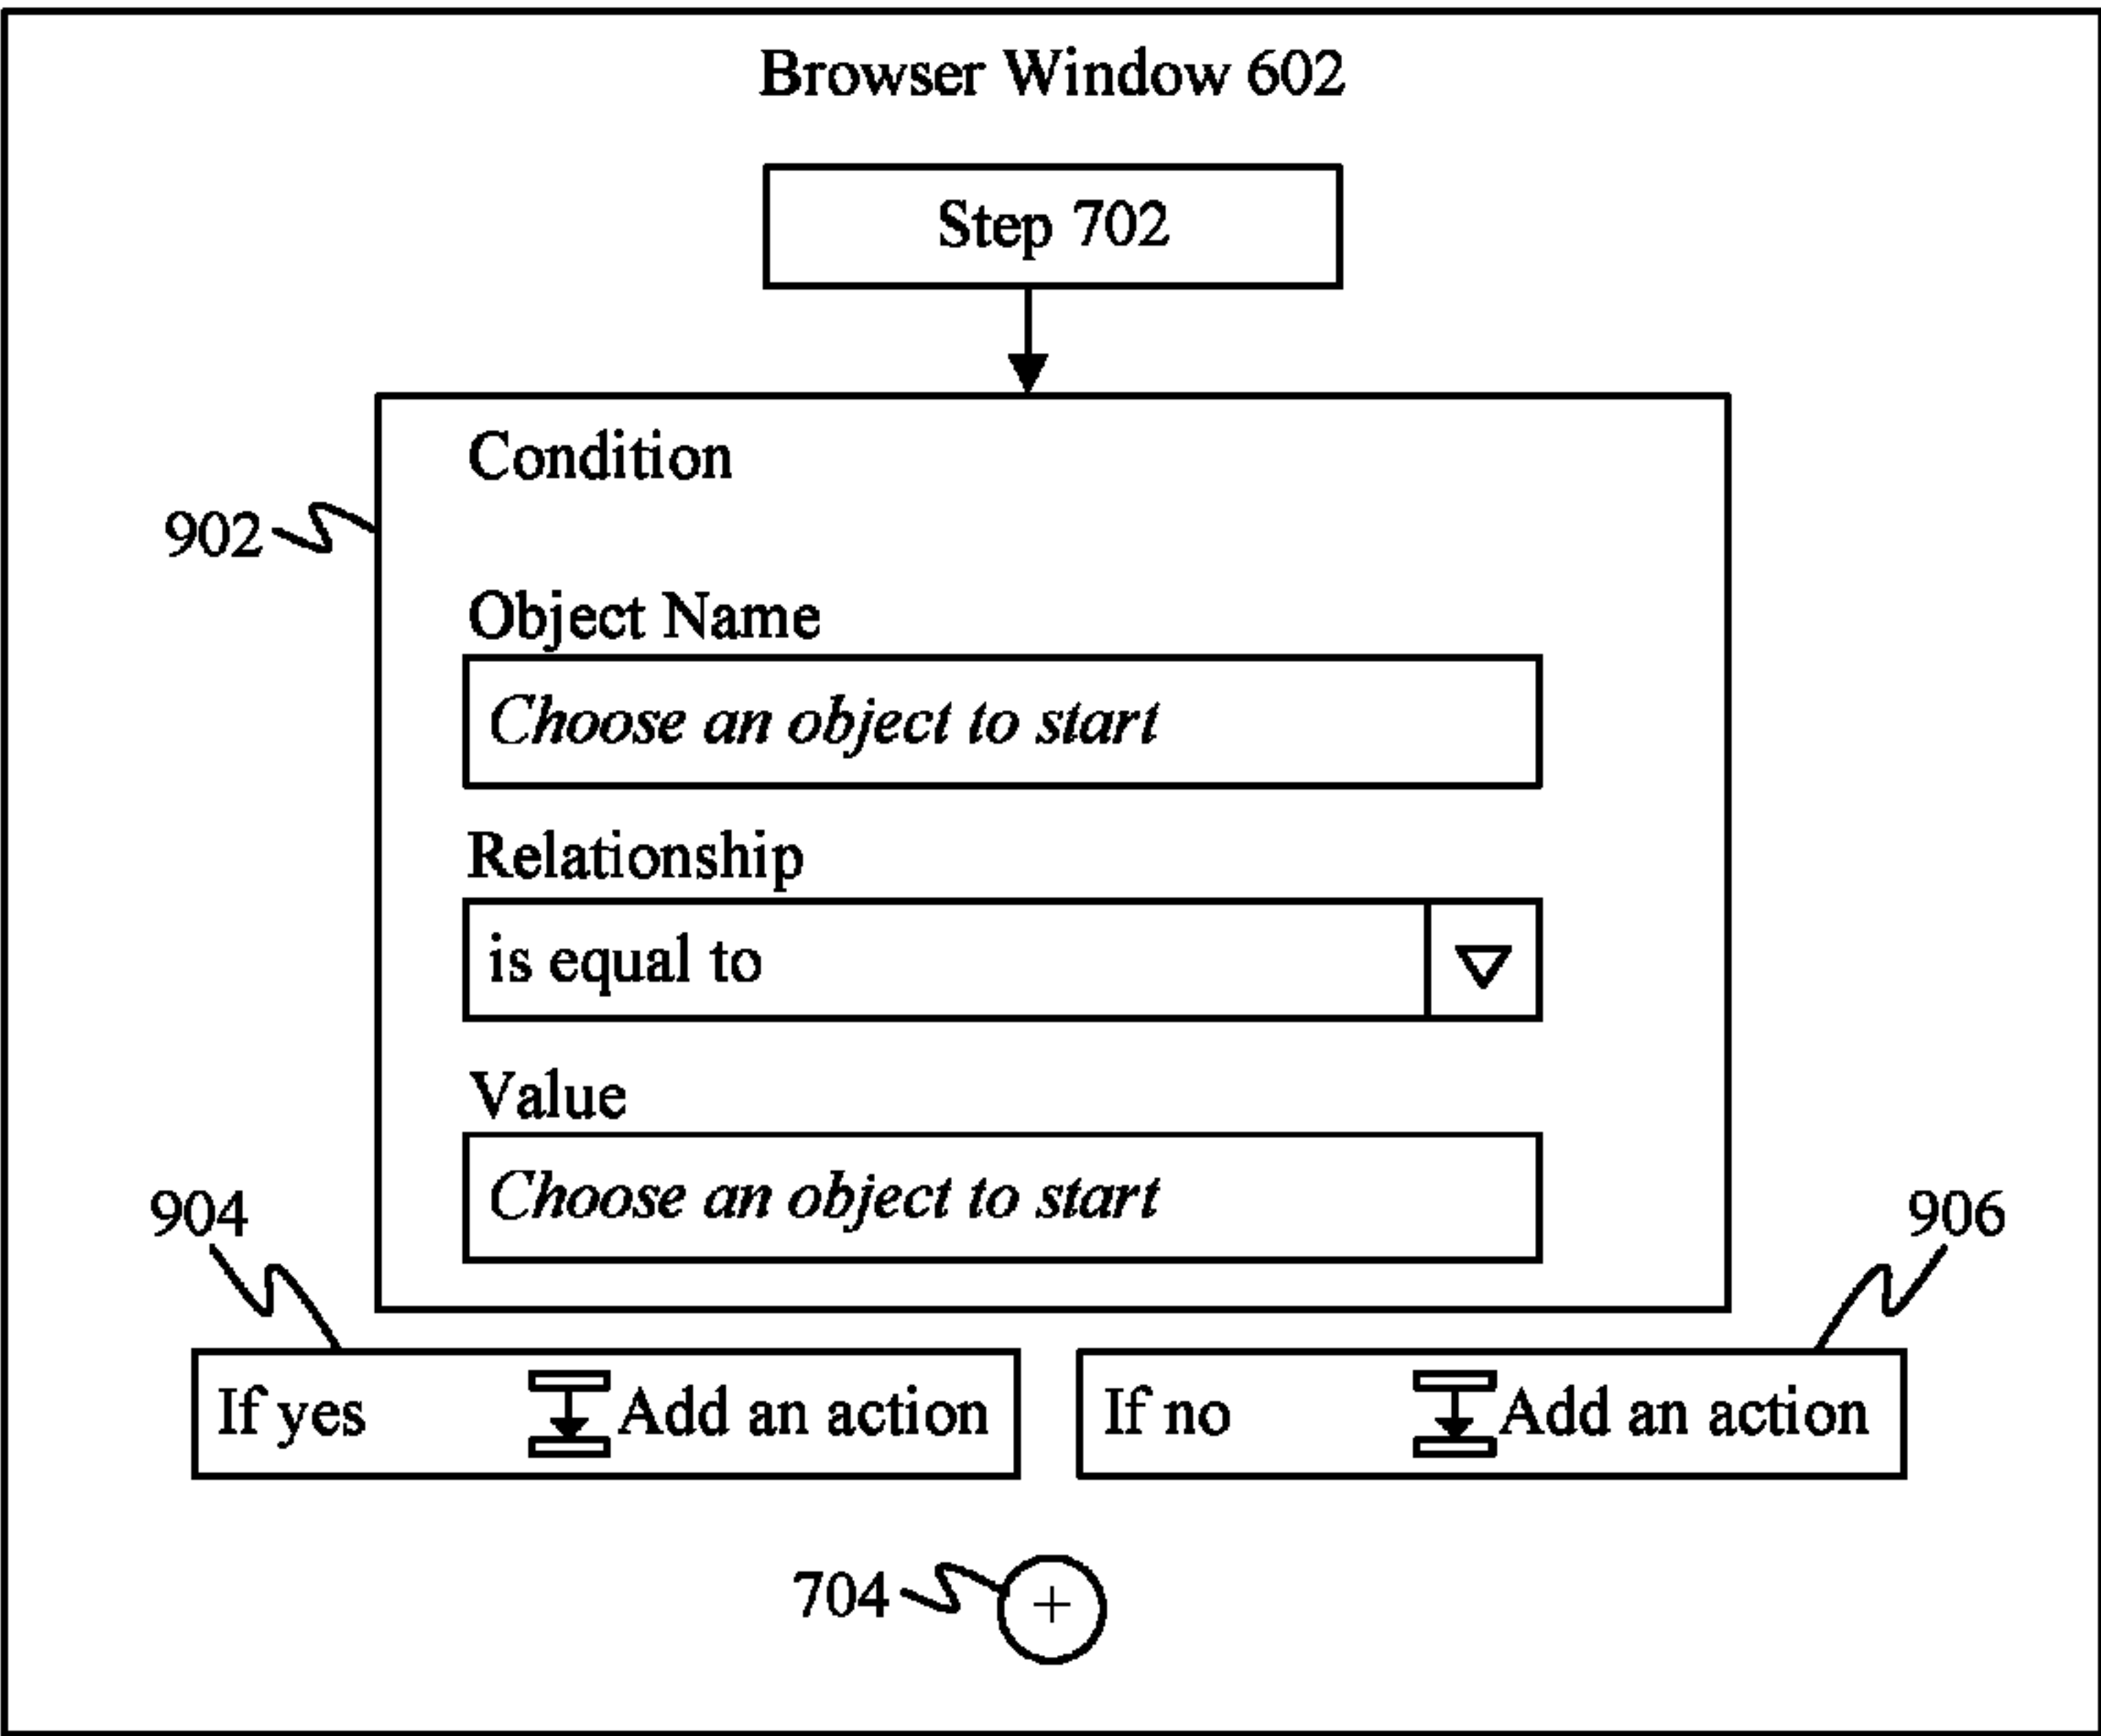 Browser Window 602
Step 702
Condition
902
Object Name
Choose an object to start
Relationship
is equal to
Value
Choose an object to start
904
906
If yes Add an action
If no Add an action
704
+